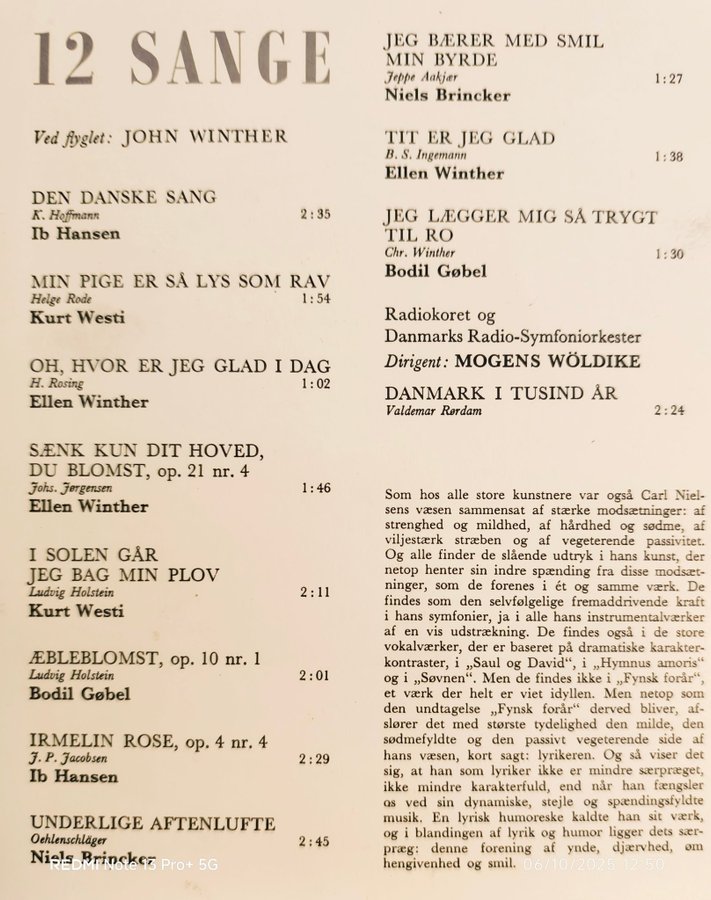 12 SANGE
Ved flyglet: JOHN WINTHER
DEN DANSKE SANG
K. Hoffmann 2:35
Ib Hansen
MIN PIGE ER SÅ LYS SOM RAV
Helge Rode 1:54
Kurt Westi
OH, HVOR ER JEG GLAD I DAG
H. Rosing 1:02
Ellen Winther
SÆNK KUN DIT HOVED,
DU BLOMST, op. 21 nr. 4
Johs. Jørgensen 1:46
Ellen Winther
I SOLEN GÅR
JEG BAG MIN PLOV
Ludvig Holstein 2:11
Kurt Westi
ÆBLEBLOMST, op. 10 nr. 1
Ludvig Holstein 2:01
Bodil Gøbel
IRMELIN ROSE, op. 4 nr. 4
J. P. Jacobsen 2:29
Ib Hansen
UNDERLIGE AFTENLUFTE
Oehlenschläger 2:45
Niels Brincker
JEG BÆRER MED SMIL
MIN BYRDE
Jeppe Aakjær 1:27
Niels Brincker
TIT ER JEG GLAD
B. S. Ingemann 1:38
Ellen Winther
JEG LÆGGER MIG SÅ TRYGT
TIL RO
Chr. Winther 1:30
Bodil Gøbel
Radiokoret og
Danmarks Radio-Symfoniorkester
Dirigent: MOGENS WÖLDIKE
DANMARK I TUSIND ÅR
Valdemar Rørdam 2:24
Som hos alle store kunstnere var også Carl Niel-
sens væsen sammensat af stærke modsætninger: af
strenghed og mildhed, af hårdhed og sødme, af
viljestærk stræben og af vegeterende passivitet.
Og alle finder de slående udtryk i hans kunst, der
netop henter sin indre spænding fra disse modsæt-
ninger, som de forenes i ét og samme værk. De
findes som den selvfølgelige fremaddrivende kraft
i hans symfonier, ja i alle hans instrumentalværker
af en vis udstrækning. De findes også i de store
vokalværker, der er baseret på dramatiske karakter-
kontraster, i „Saul og David“, i „Hymnus amoris“
og i „Søvnen“. Men de findes ikke i „Fynsk forår“,
et værk der helt er viet idyllen. Men netop som
den undtagelse „Fynsk forår“ derved bliver, af-
slører det med største tydelighed den milde, den
sødmefyldte og den passivt vegeterende side af
hans væsen, kort sagt: lyrikeren. Og så viser det
sig, at han som lyriker ikke er mindre særpræget,
ikke mindre karakterfuld, end når han fængsler
os ved sin dynamiske, stejle og spændingsfyldte
musik. En lyrisk humoreske kaldte han sit værk,
og i blandingen af lyrik og humor ligger dets sær-
præg: denne forening af ynde, djærvhed, øm
hengivenhed og smil.
REDMI Note 13 Pro+ 5G
06/10/2025 12:50